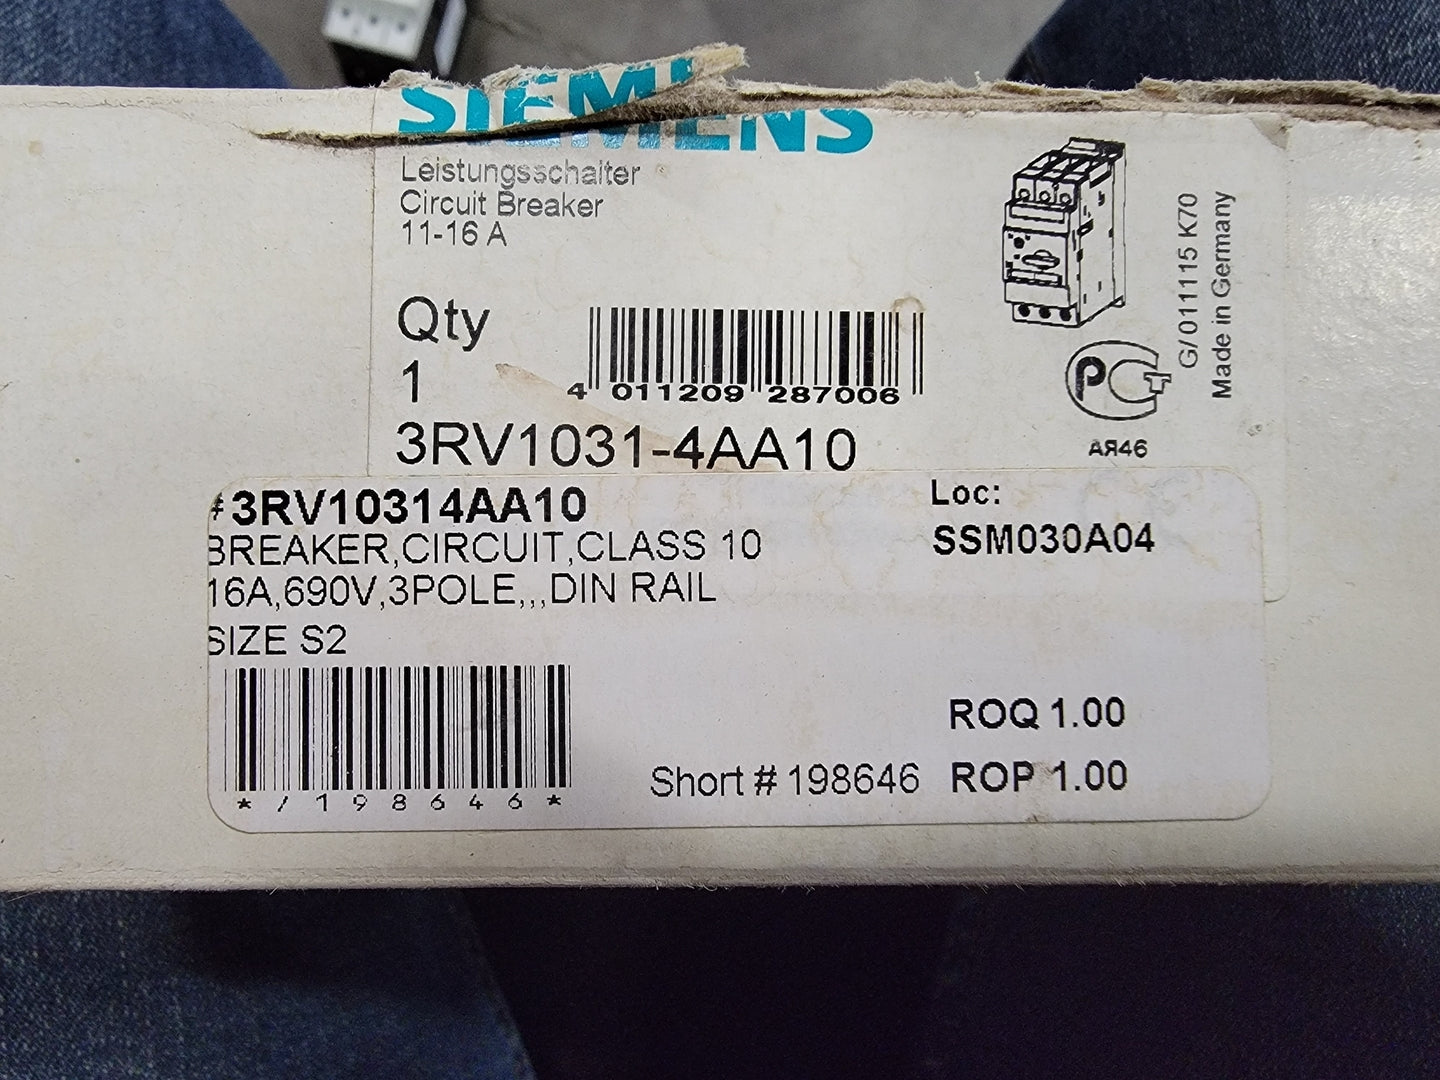 SIEMENS
Leistungsschalter
Circuit Breaker
11-16 A
Qty
1
4 011209 287006
3RV1031-4AA10
G/011115 K70
Made in Germany
P
АЯ46
#3RV10314AA10
BREAKER,CIRCUIT,CLASS 10
16A,690V,3POLE,,,DIN RAIL
SIZE S2
*/198646*
Loc:
SSM030A04
Short # 198646
ROQ 1.00
ROP 1.00